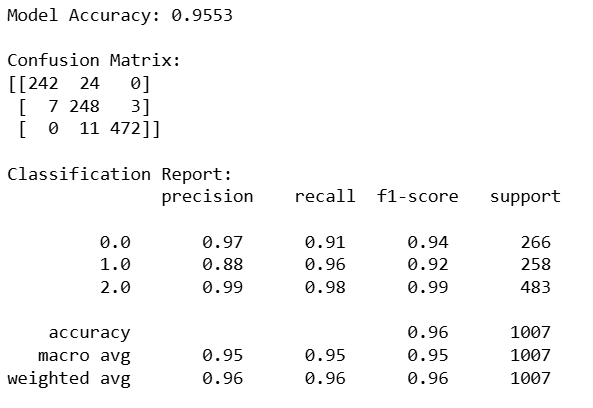 Model Accuracy: 0.9553
Confusion Matrix:
[[242 24 0]
[ 7 248 3]
[ 0 11 472]]
Classification Report:
precision recall f1-score support
0.0 0.97 0.91 0.94 266
1.0 0.88 0.96 0.92 258
2.0 0.99 0.98 0.99 483
accuracy 0.96 1007
macro avg 0.95 0.95 0.95 1007
weighted avg 0.96 0.96 0.96 1007